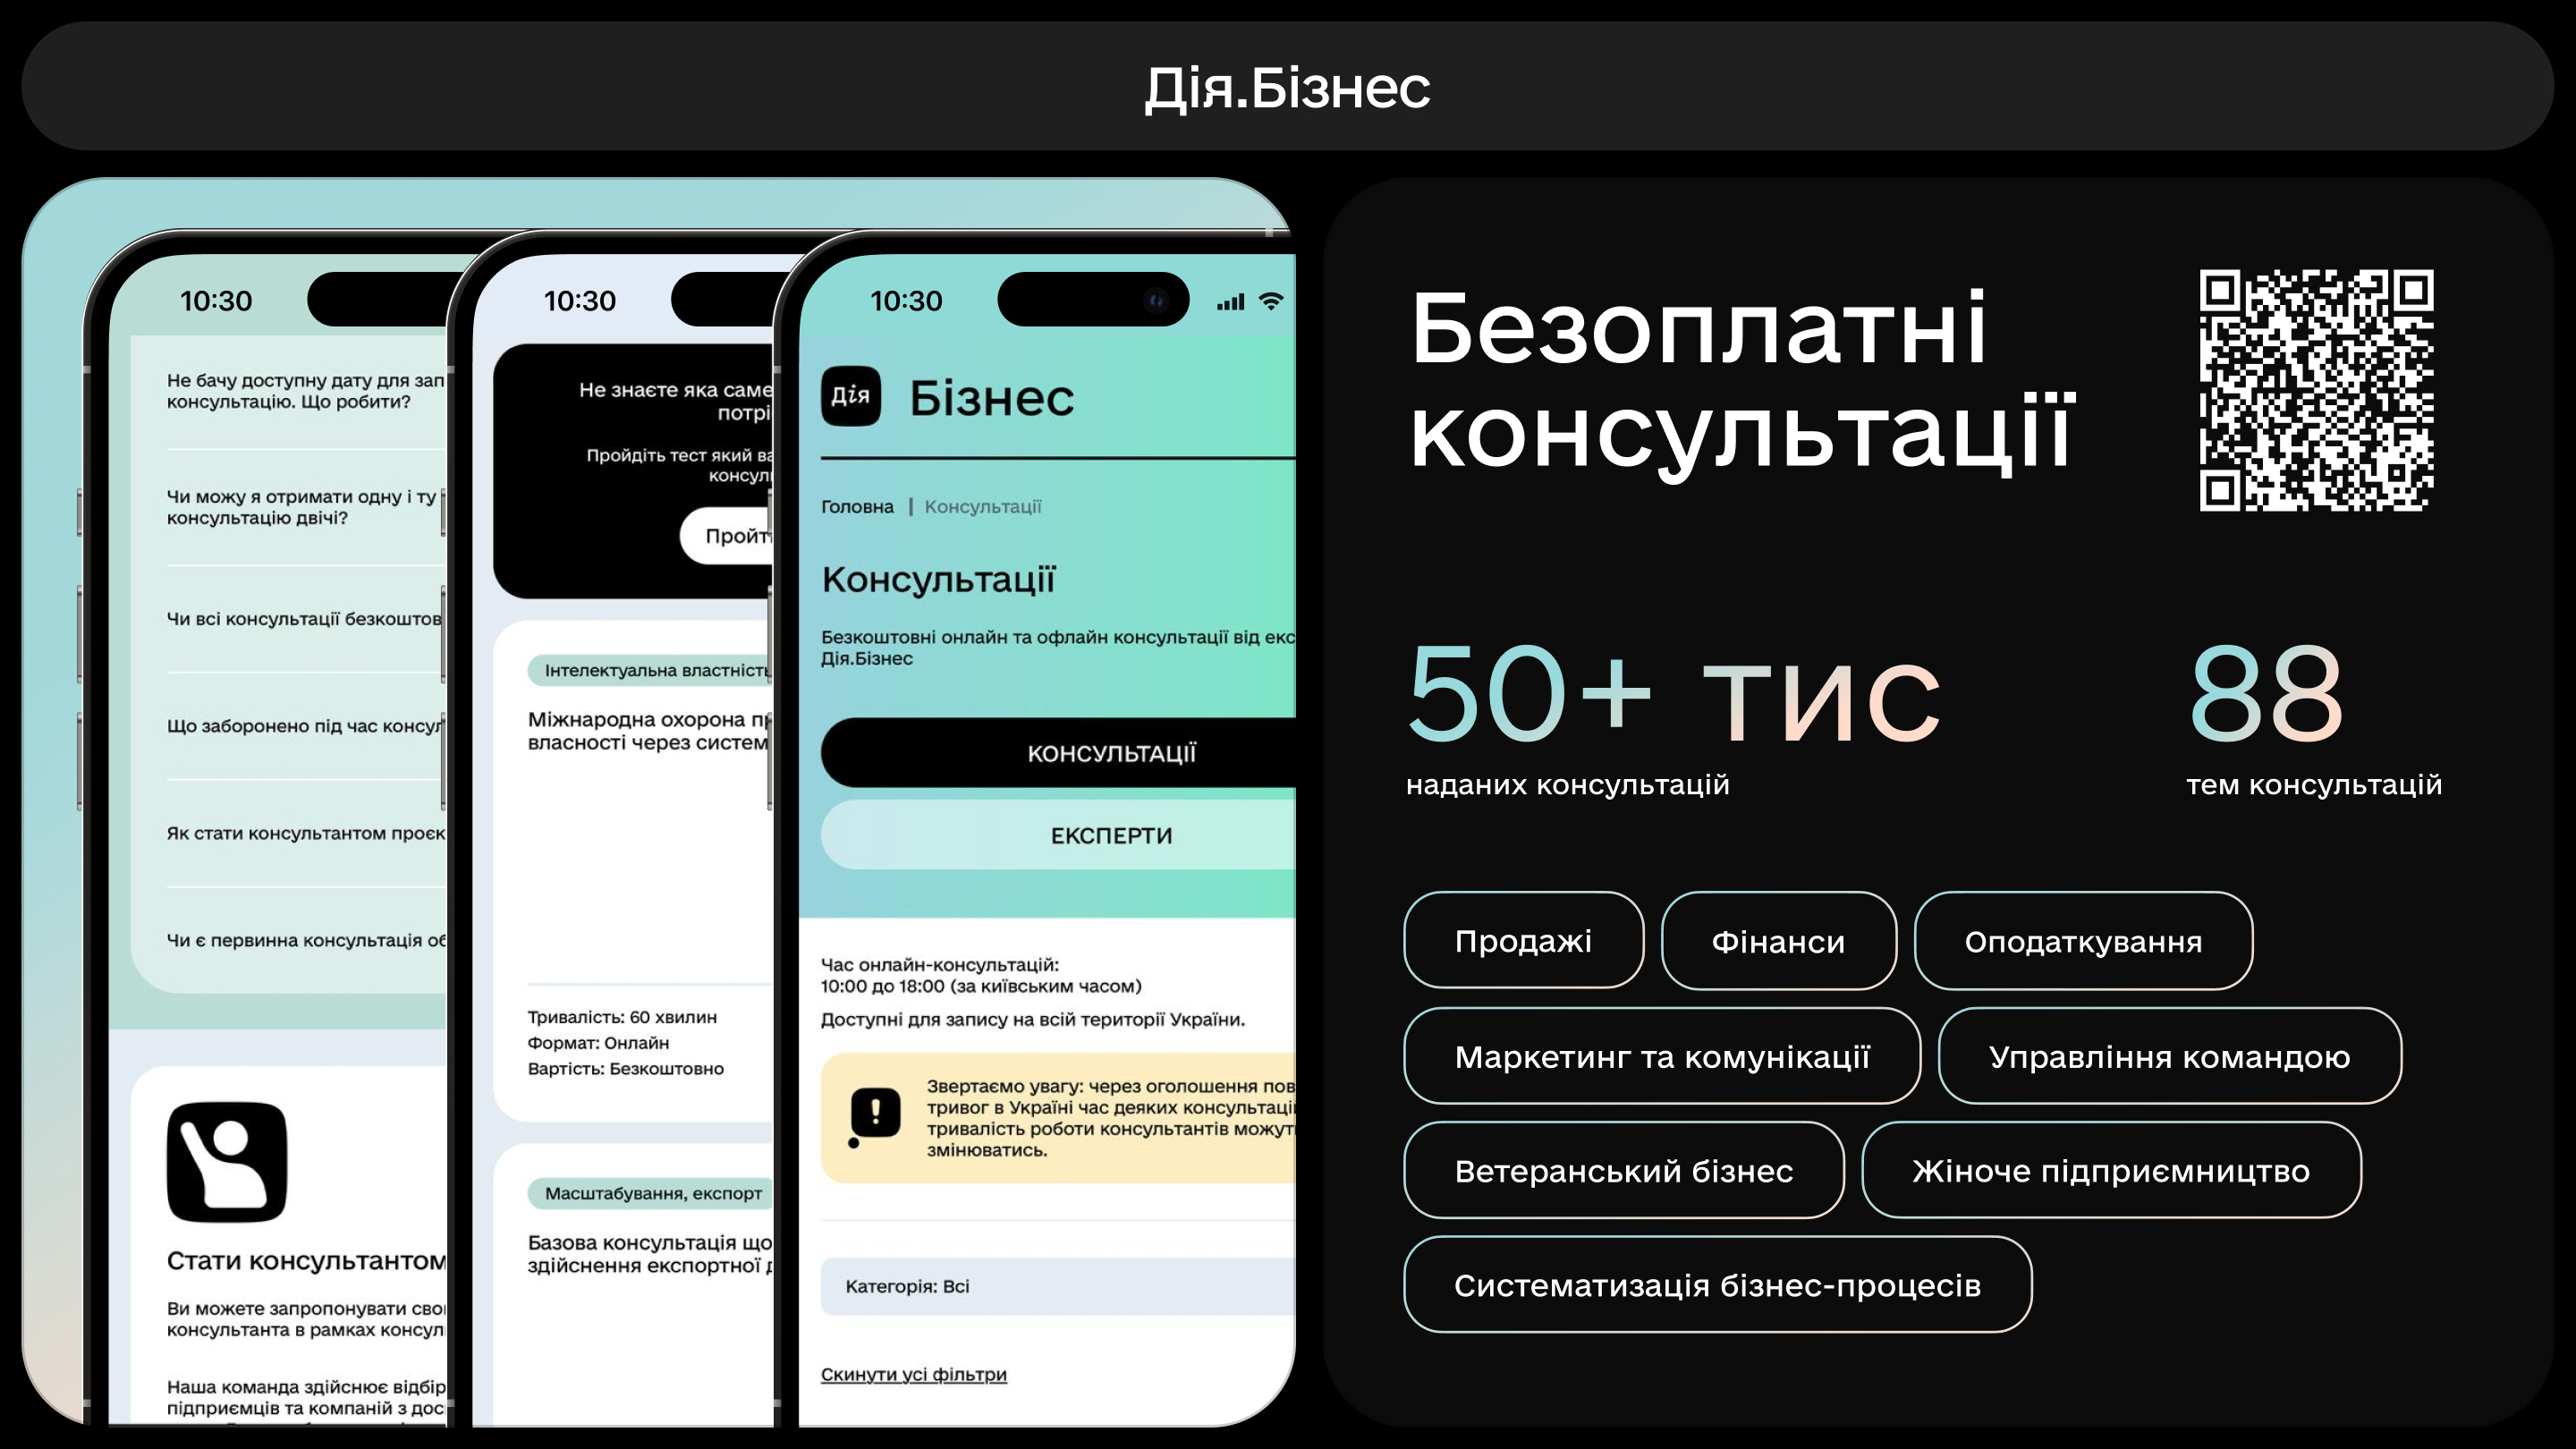 Дія.Бізнес
10:30
Не бачу доступну дату для зап
консультацію. Що робити?
Чи можу я отримати одну і ту
консультацію двічі?
Чи всі консультації безкоштов
Що заборонено під час консул
Як стати консультантом проєк
Чи є первинна консультація об
Стати консультантом
Ви можете запропонувати свої
консультанта в рамках консул
Наша команда здійснює відбір
підприємців та компаній з дос
10:30
Не знаєте яка саме
потрі
Пройдіть тест який ва
консул
Пройти
Інтелектуальна власність
Міжнародна охорона пр
власності через систем
Тривалість: 60 хвилин
Формат: Онлайн
Вартість: Безкоштовно
Масштабування, експорт
Базова консультація що
здійснення експортної д
10:30
Дія Бізнес
Головна | Консультації
Консультації
Безкоштовні онлайн та офлайн консультації від екс
Дія.Бізнес
КОНСУЛЬТАЦІЇ
ЕКСПЕРТИ
Час онлайн-консультацій:
10:00 до 18:00 (за київським часом)
Доступні для запису на всій території України.
Звертаємо увагу: через оголошення пов
тривог в Україні час деяких консультацій
тривалість роботи консультантів можуть
змінюватись.
Категорія: Всі
Скинути усі фільтри
Безоплатні
консультації
50+ тис
наданих консультацій
88
тем консультацій
Продажі
Фінанси
Оподаткування
Маркетинг та комунікації
Управління командою
Ветеранський бізнес
Жіноче підприємництво
Систематизація бізнес-процесів